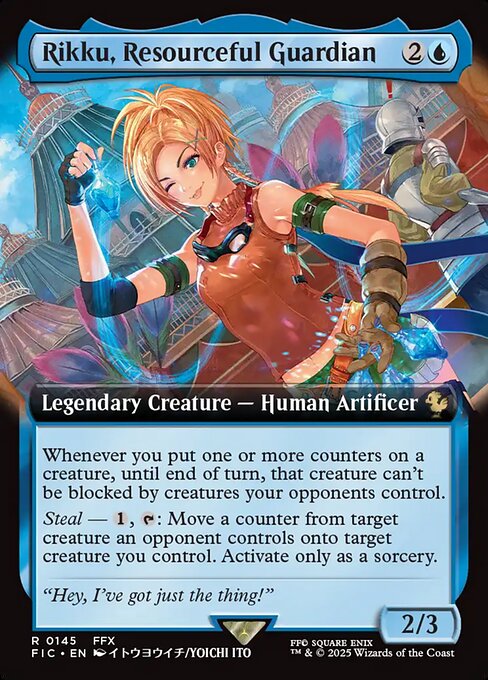 Rikku, Resourceful Guardian 2
Legendary Creature — Human Artificer
Whenever you put one or more counters on a
creature, until end of turn, that creature can't
be blocked by creatures your opponents control.
Steal — 1, : Move a counter from target
creature an opponent controls onto target
creature you control. Activate only as a sorcery.
“Hey, I've got just the thing!”
2/3
R 0145 FFX
FIC • EN イトウヨウイチ/YOICHI ITO
FF© SQUARE ENIX
™ & © 2025 Wizards of the Coast